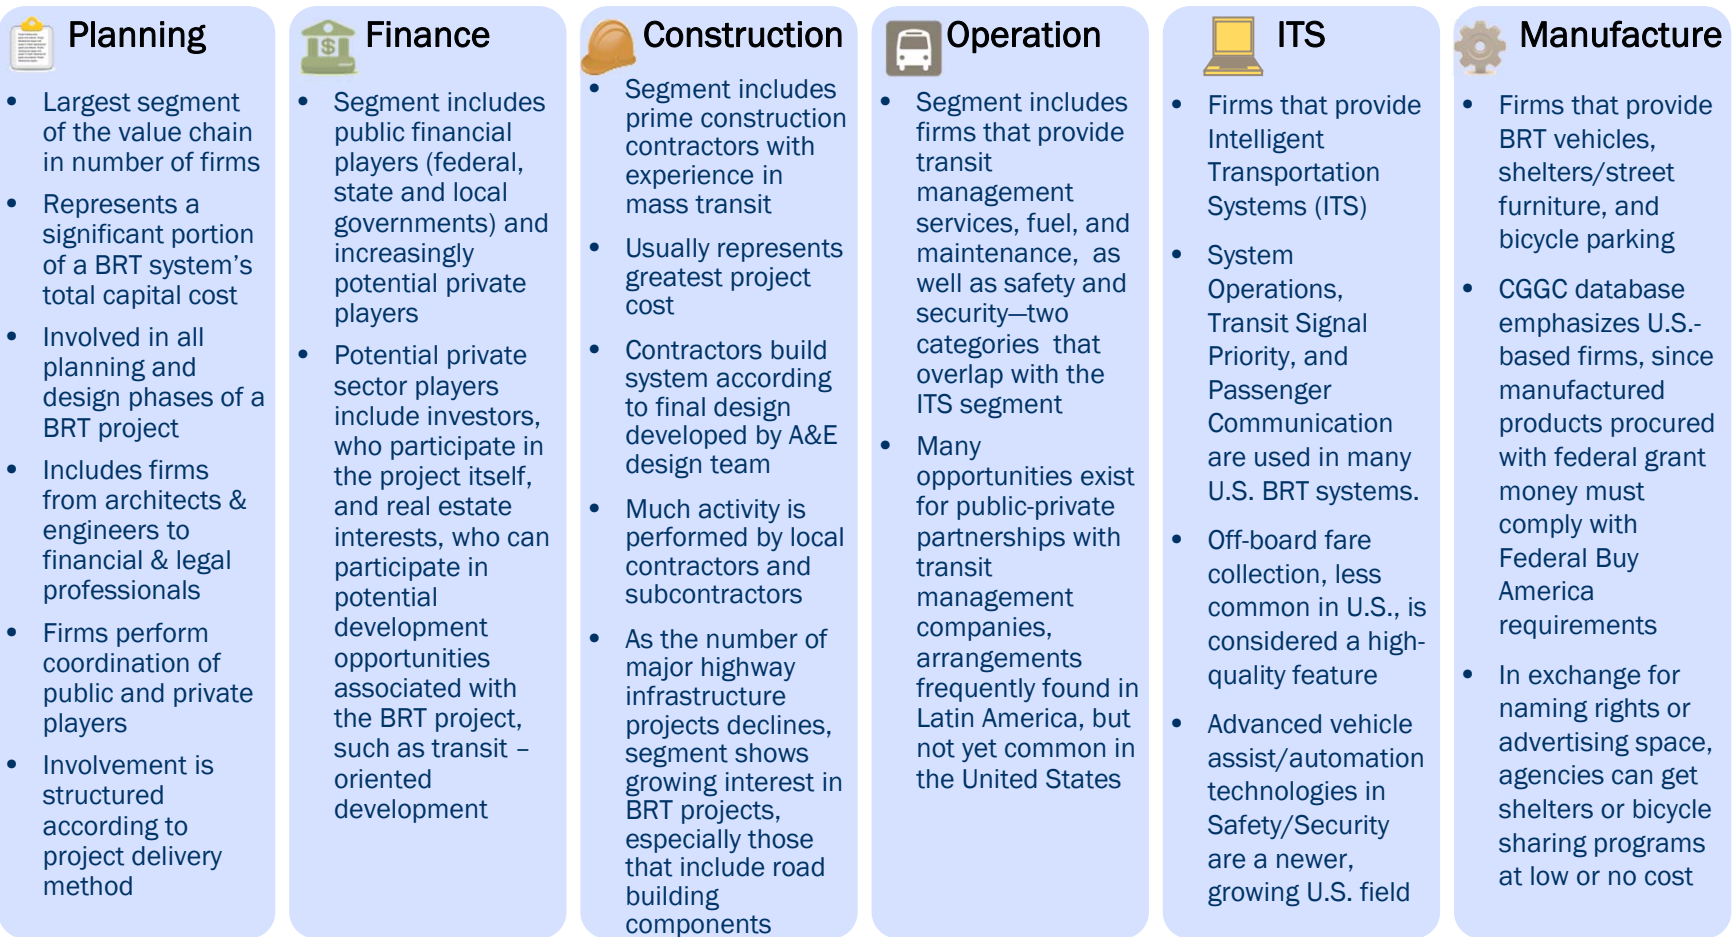 Planning
• Largest segment
of the value chain
in number of firms
• Represents a
significant portion
of a BRT system's
total capital cost
• Involved in all
planning and
design phases of a
BRT project
• Includes firms
from architects &
engineers to
financial & legal
professionals
• Firms perform
coordination of
public and private
players
• Involvement is
structured
according to
project delivery
method
Finance
• Segment includes
public financial
players (federal,
state and local
governments) and
increasingly
potential private
players
• Potential private
sector players
include investors,
who participate in
the project itself,
and real estate
interests, who can
participate in
potential
development
opportunities
associated with
the BRT project,
such as transit –
oriented
development
Construction
• Segment includes
prime construction
contractors with
experience in
mass transit
• Usually represents
greatest project
cost
• Contractors build
system according
to final design
developed by A&E
design team
• Much activity is
performed by local
contractors and
subcontractors
• As the number of
major highway
infrastructure
projects declines,
segment shows
growing interest in
BRT projects,
especially those
that include road
building
components
Operation
• Segment includes
firms that provide
transit
management
services, fuel, and
maintenance, as
well as safety and
security—two
categories that
overlap with the
ITS segment
• Many
opportunities exist
for public-private
partnerships with
transit
management
companies,
arrangements
frequently found in
Latin America, but
not yet common in
the United States
ITS
• Firms that provide
Intelligent
Transportation
Systems (ITS)
• System
Operations,
Transit Signal
Priority, and
Passenger
Communication
are used in many
U.S. BRT systems.
• Off-board fare
collection, less
common in U.S., is
considered a high-
quality feature
• Advanced vehicle
assist/automation
technologies in
Safety/Security
are a newer,
growing U.S. field
Manufacture
• Firms that provide
BRT vehicles,
shelters/street
furniture, and
bicycle parking
• CGGC database
emphasizes U.S.-
based firms, since
manufactured
products procured
with federal grant
money must
comply with
Federal Buy
America
requirements
• In exchange for
naming rights or
advertising space,
agencies can get
shelters or bicycle
sharing programs
at low or no cost